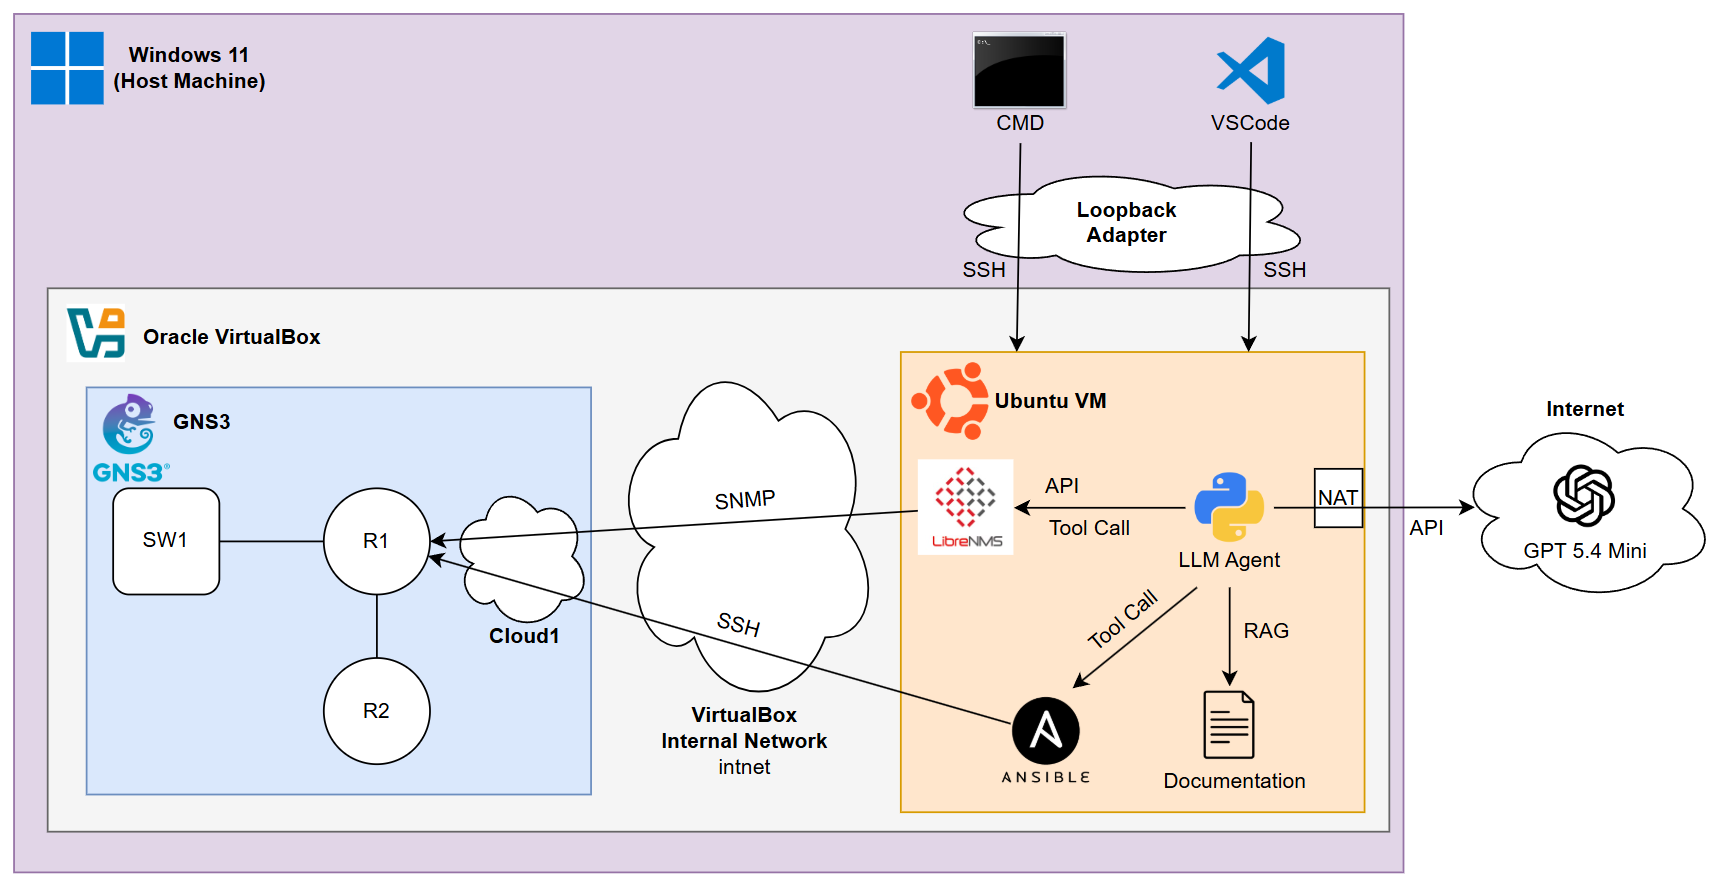 Windows 11
(Host Machine)
C:\_
CMD
VSCode
Loopback
Adapter
SSH
SSH
Oracle VirtualBox
GNS3
GNS3®
SW1
R1
R2
Cloud1
SNMP
SSH
VirtualBox
Internal Network
intnet
Ubuntu VM
LibreNMS
API
Tool Call
LLM Agent
NAT
API
Tool Call
RAG
ANSIBLE
Documentation
Internet
GPT 5.4 Mini